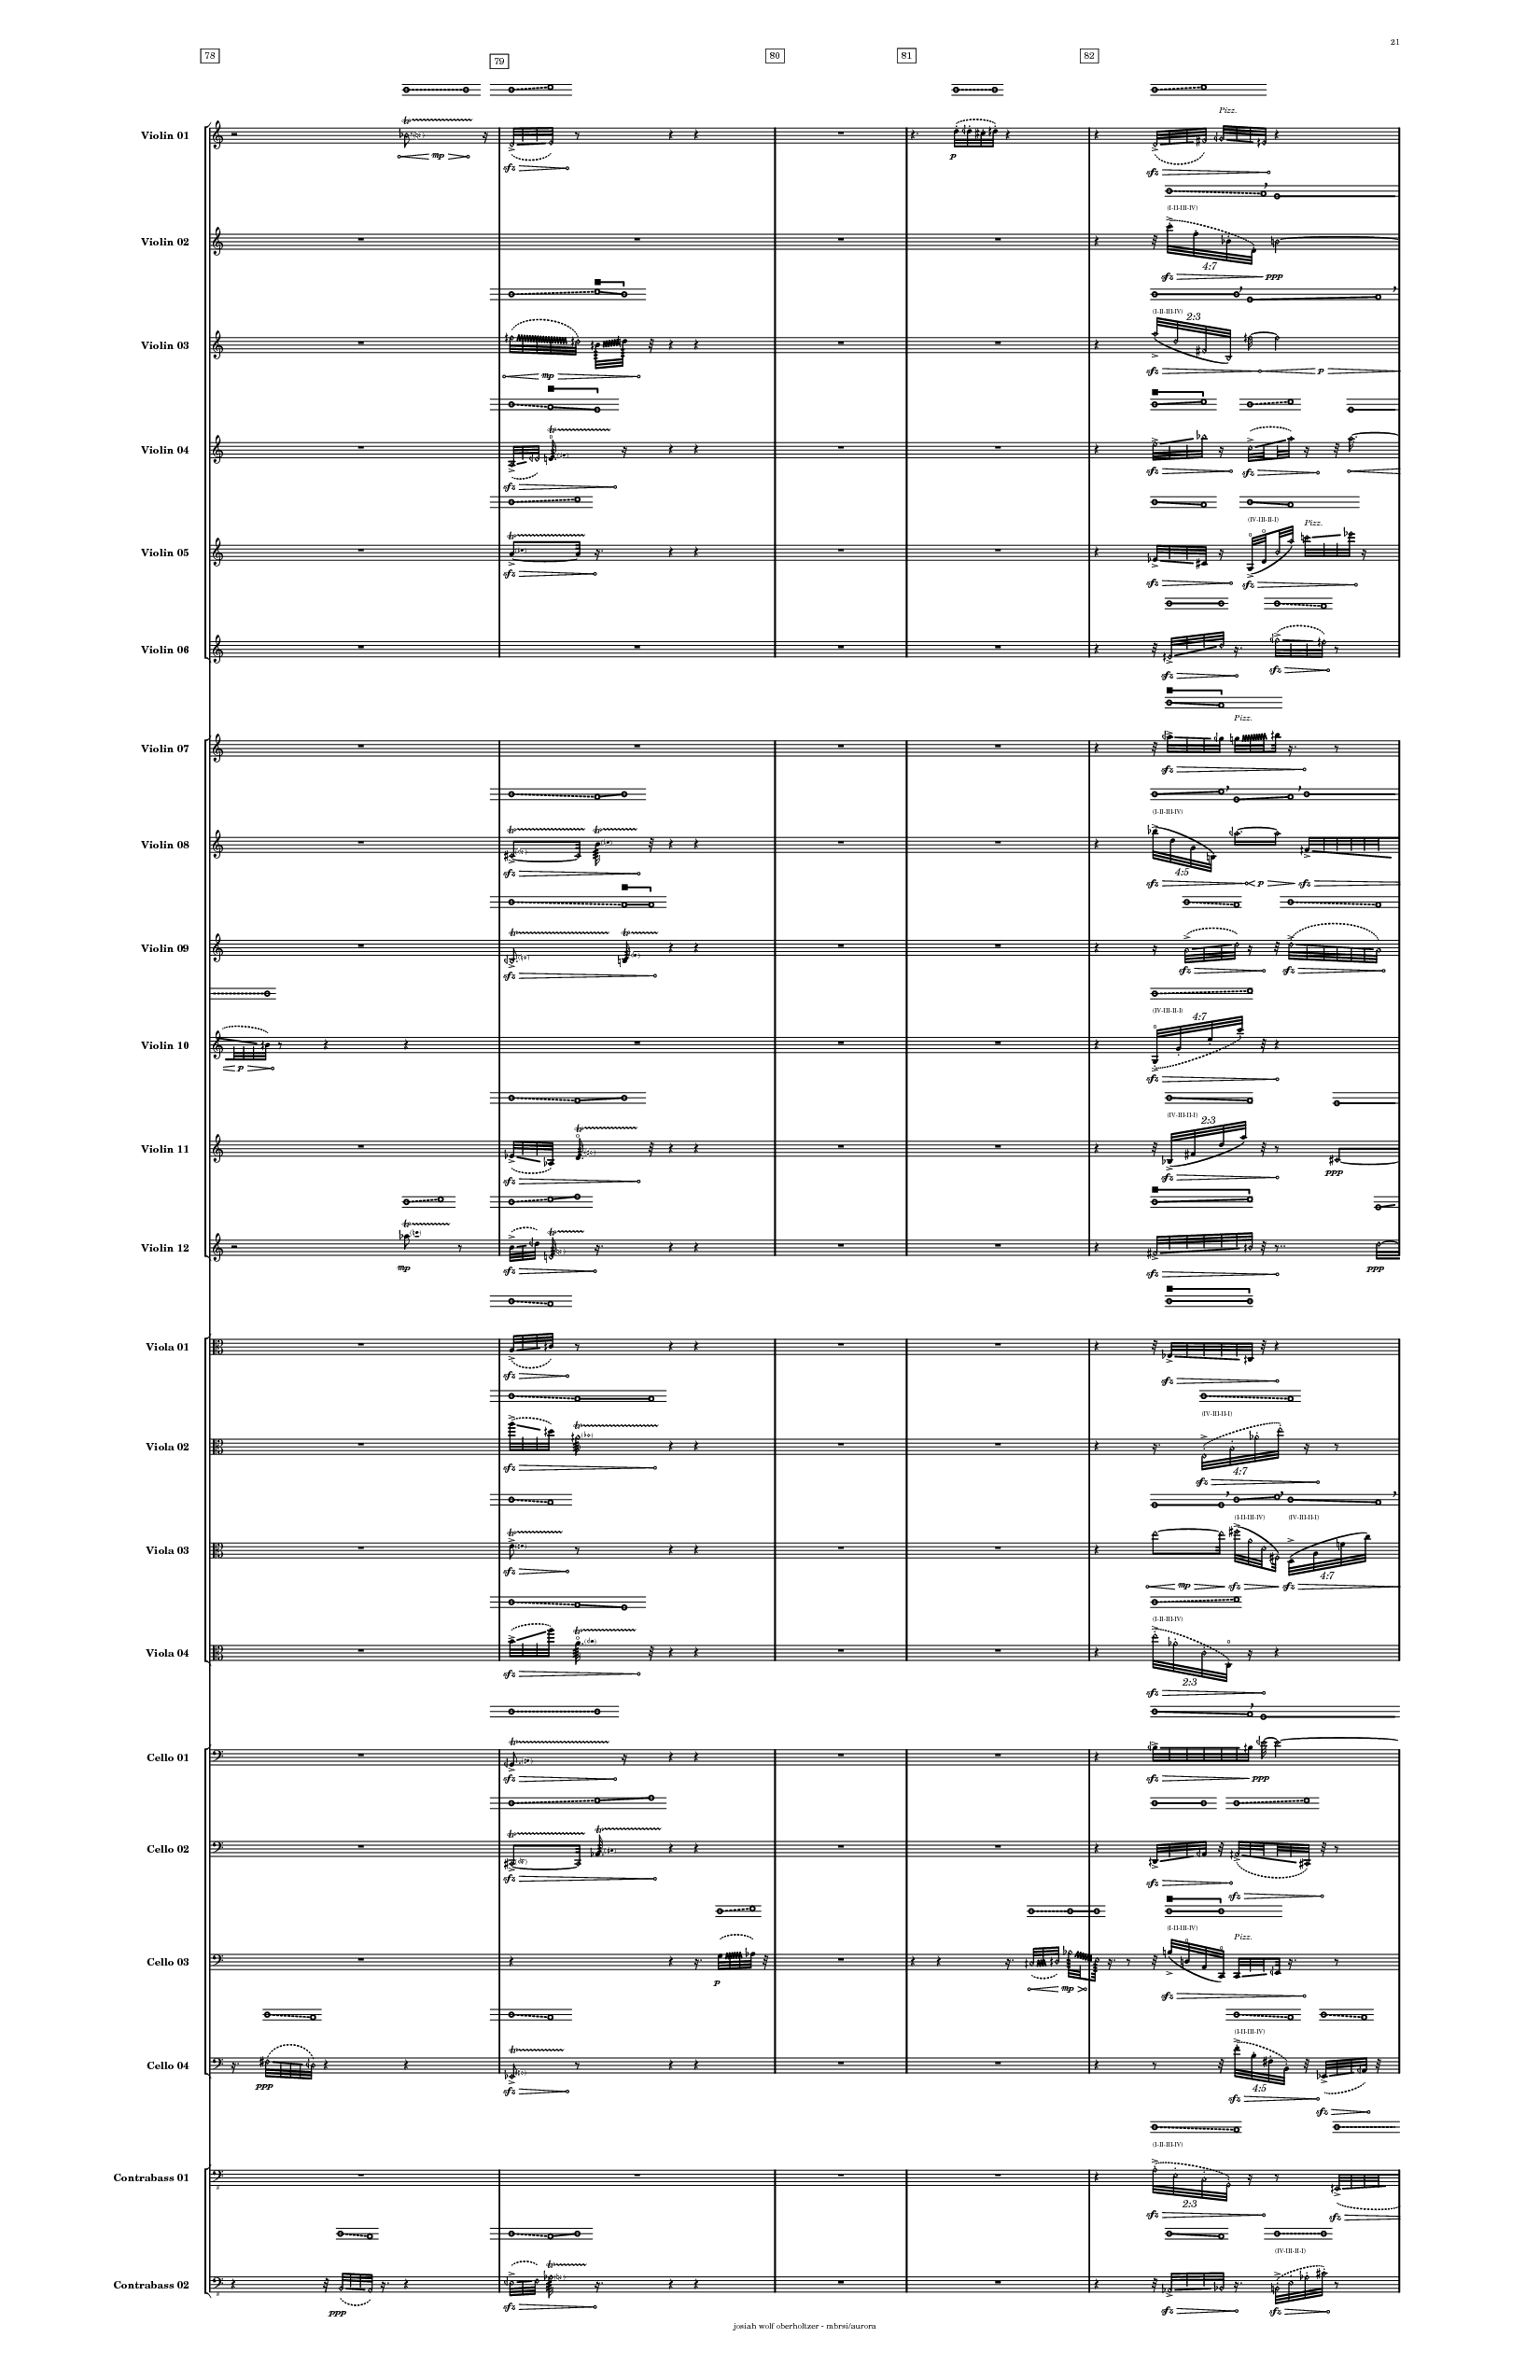 21
78 79 80 81 82
Pizz.
Violin 01
mp sfz p sfz
(I-II-III-IV)
Violin 02
4:7
sfz ppp
(I-II-III-IV) 2:3
Violin 03
mp sfz p
Violin 04
sfz sfz sfz
(IV-III-II-I) Pizz.
Violin 05
sfz sfz sfz
Violin 06
sfz sfz
Pizz.
Violin 07
sfz
(I-II-III-IV)
Violin 08
4:5
sfz sfz p sfz
Violin 09
sfz sfz sfz
(IV-III-II-I) 4:7
Violin 10
p sfz
(IV-III-II-I) 2:3
Violin 11
sfz sfz ppp
Violin 12
mp sfz sfz ppp
Viola 01
sfz sfz
(IV-III-II-I)
Viola 02
4:7
sfz sfz
(I-II-III-IV) (IV-III-II-I)
Viola 03
4:7
sfz mp sfz sfz
(I-II-III-IV)
Viola 04
2:3
sfz sfz
Cello 01
sfz sfz ppp
Cello 02
sfz sfz sfz
(I-II-III-IV) Pizz.
Cello 03
p mp sfz
(I-II-III-IV)
Cello 04
4:5
ppp sfz sfz sfz
(I-II-III-IV)
Contrabass 01
2:3
sfz sfz
(IV-III-II-I)
Contrabass 02
ppp sfz sfz sfz
josiah wolf oberholtzer - mbrsi/aurora